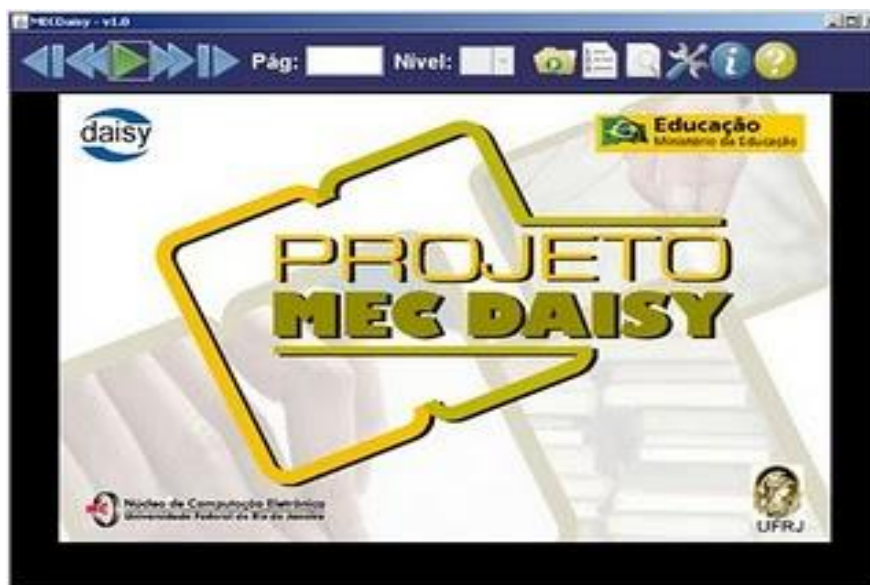 MECDaisy - v1.0
Pág: Nível:
daisy
Educação
Ministério da Educação
PROJETO
MEC DAISY
Núcleo de Computação Eletrônica
Universidade Federal do Rio de Janeiro
UFRJ